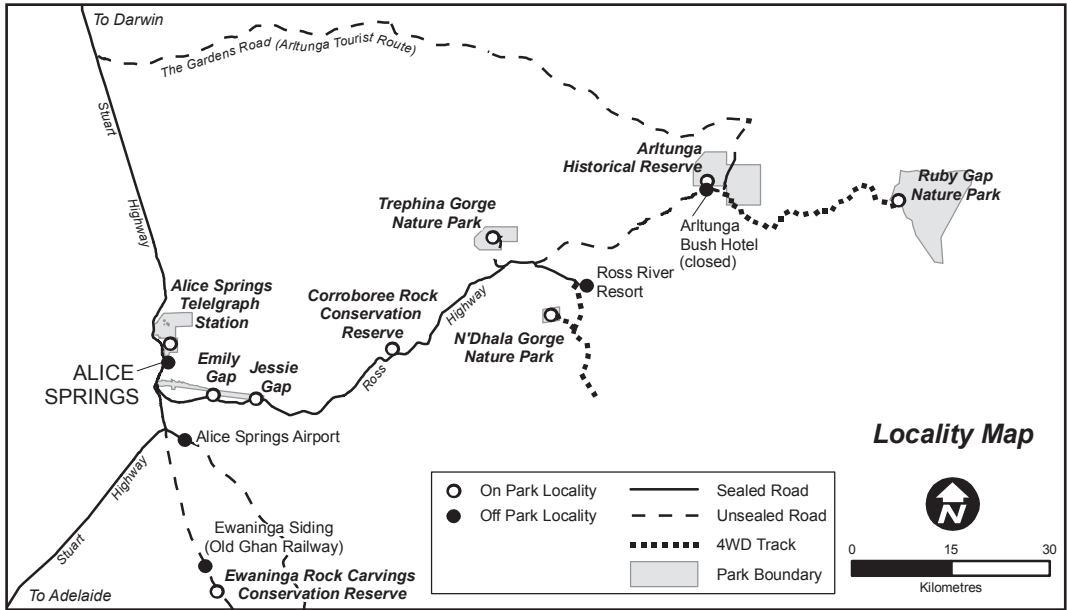 To Darwin
The Gardens Road (Arltunga Tourist Route)
Stuart
Highway
Arltunga
Historical Reserve
Ruby Gap
Nature Park
Trephina Gorge
Nature Park
Arltunga
Bush Hotel
(closed)
Ross River
Resort
Alice Springs
Telelgraph
Station
Corroboree Rock
Conservation
Reserve
Highway
Ross
N'Dhala Gorge
Nature Park
ALICE
SPRINGS
Emily
Gap
Jessie
Gap
Alice Springs Airport
Locality Map
Highway
Stuart
Ewaninga Siding
(Old Ghan Railway)
Ewaninga Rock Carvings
Conservation Reserve
To Adelaide
On Park Locality
Off Park Locality
Sealed Road
Unsealed Road
4WD Track
Park Boundary
N
0 15 30
Kilometres